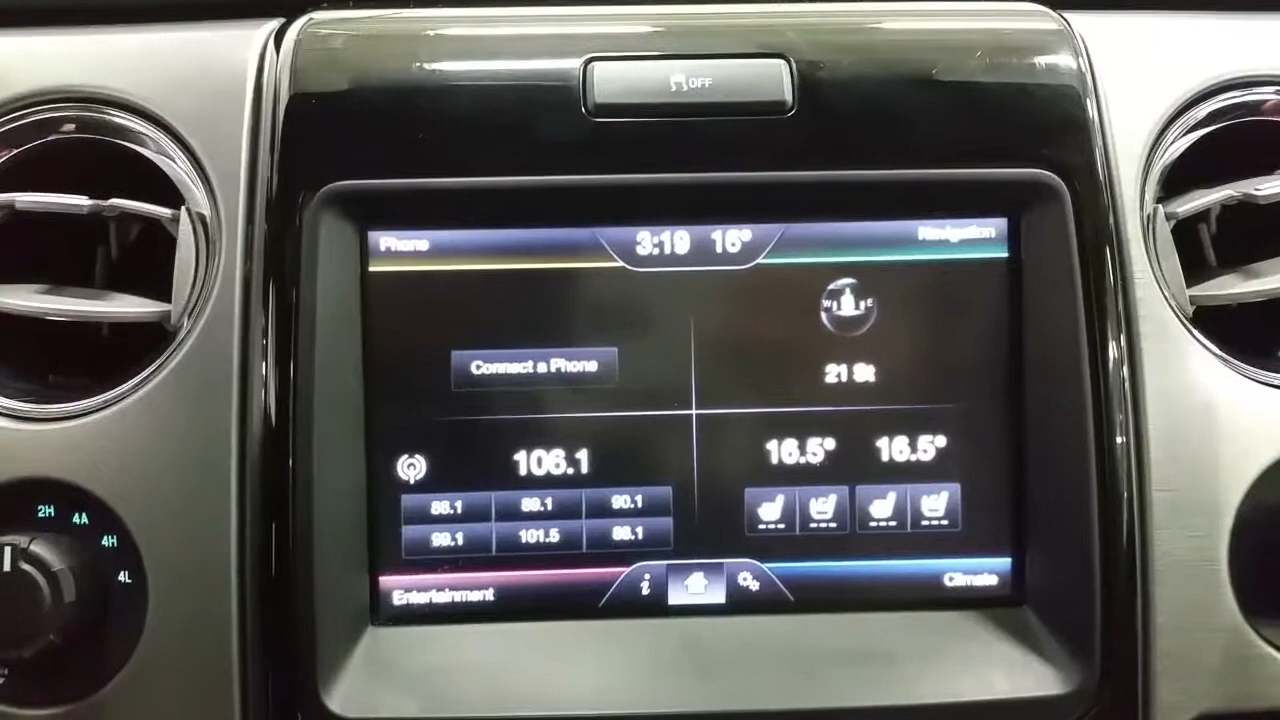 OFF
Phone 3:19 16° Navigation
W E
Connect a Phone
21 St
106.1
16.5° 16.5°
88.1 89.1 90.1
99.1 101.5 88.1
i
Entertainment
Climate
2H
4A
4H
4L